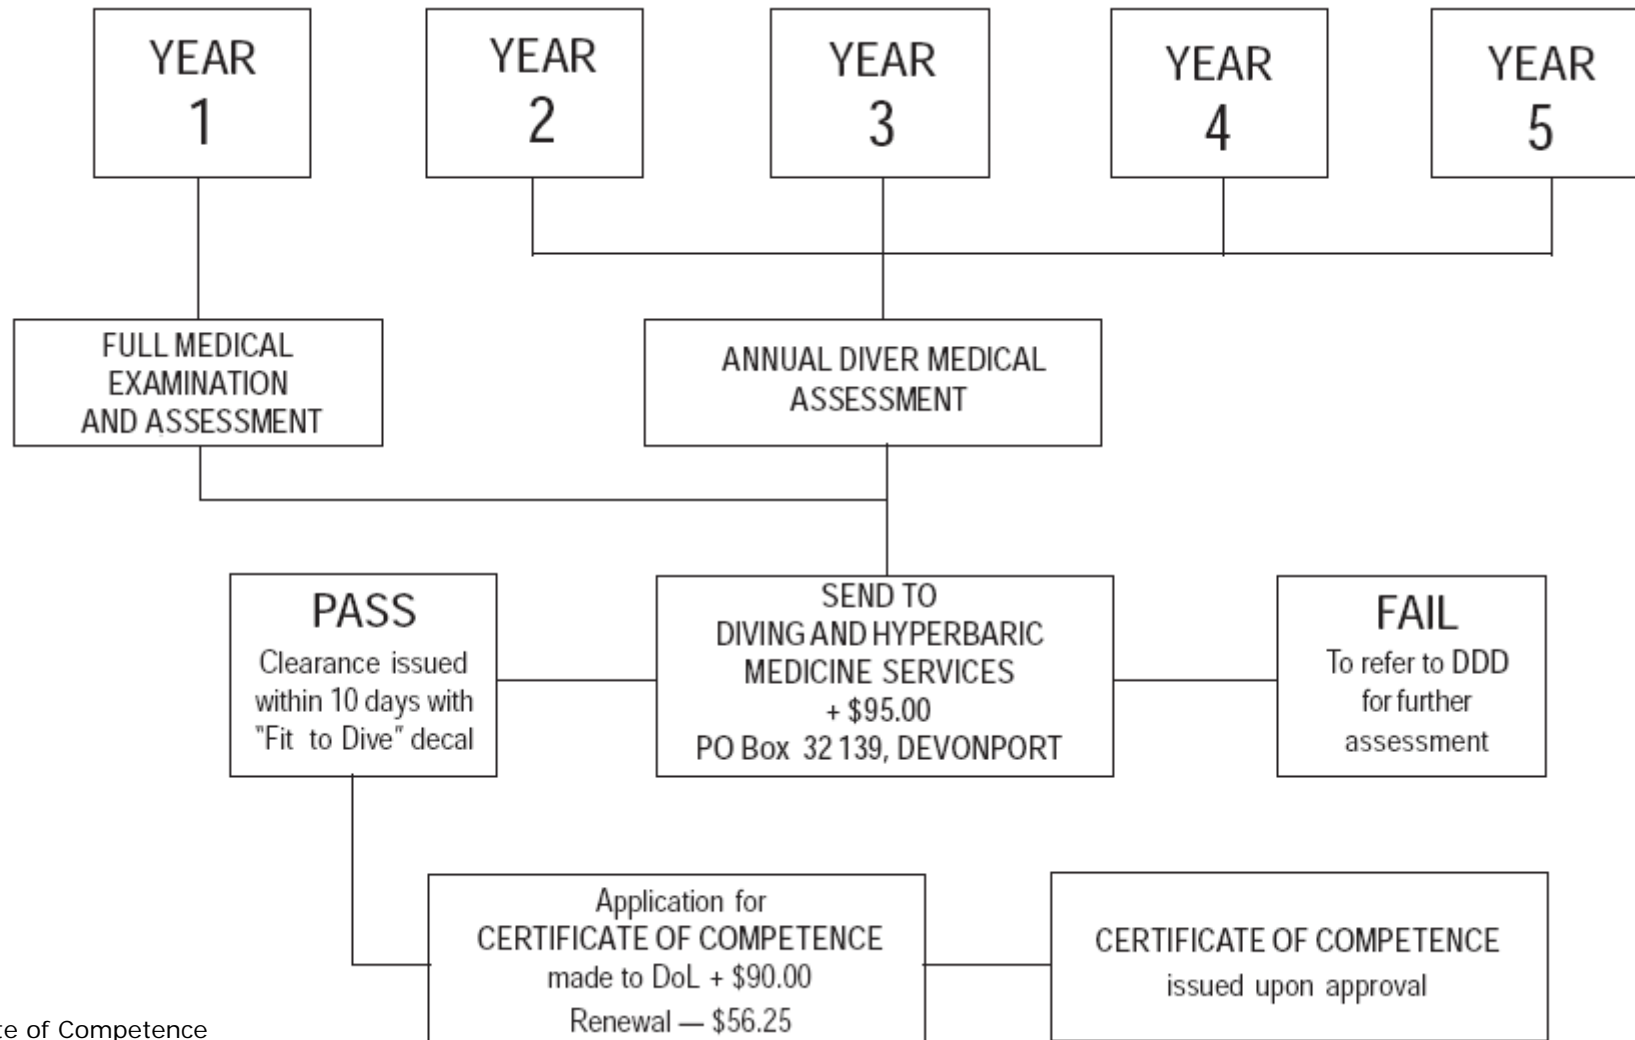 YEAR
1
YEAR
2
YEAR
3
YEAR
4
YEAR
5
FULL MEDICAL
EXAMINATION
AND ASSESSMENT
ANNUAL DIVER MEDICAL
ASSESSMENT
PASS
Clearance issued
within 10 days with
"Fit to Dive" decal
SEND TO
DIVING AND HYPERBARIC
MEDICINE SERVICES
+ $95.00
PO Box 32 139, DEVONPORT
FAIL
To refer to DDD
for further
assessment
Application for
CERTIFICATE OF COMPETENCE
made to DoL + $90.00
Renewal — $56.25
CERTIFICATE OF COMPETENCE
issued upon approval
of Competence